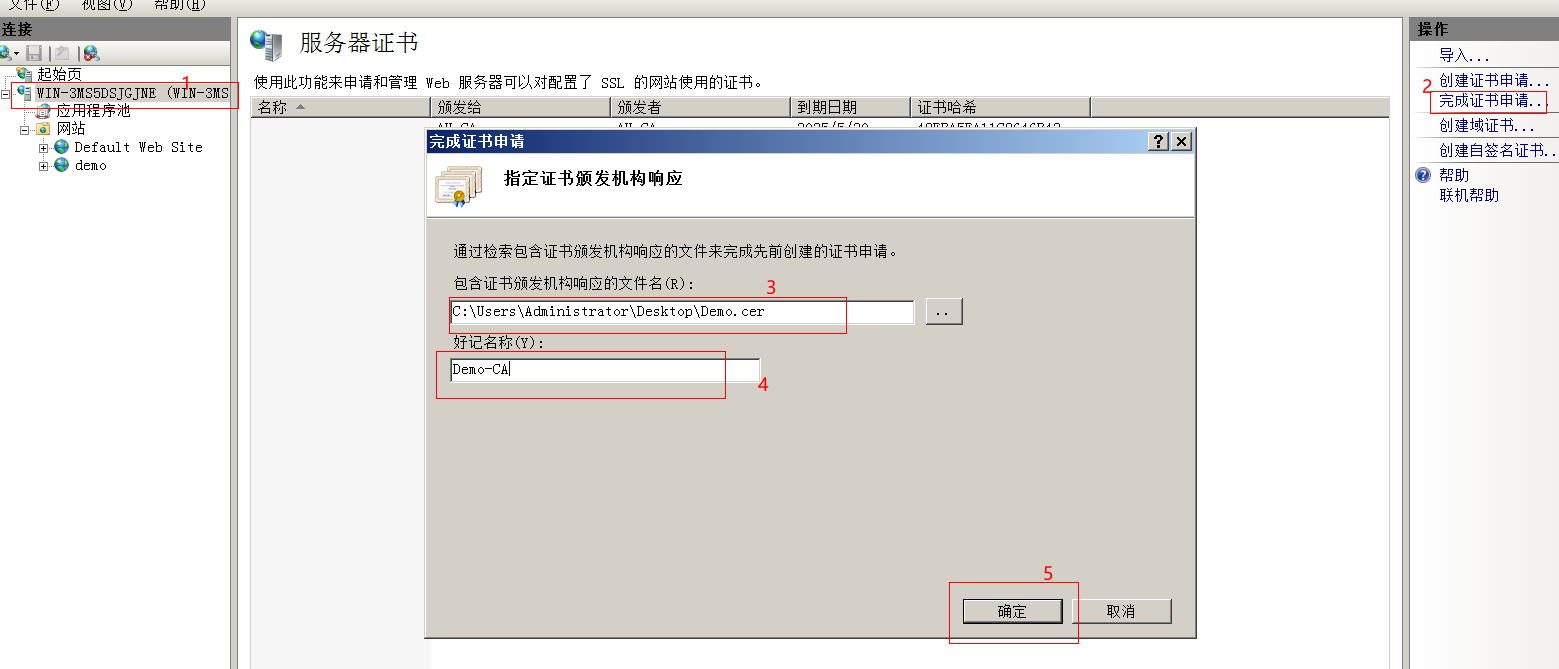 文件(F) 视图(V) 帮助(H)
连接
起始页
1
WIN-3MS5DSJGJNE (WIN-3MS
应用程序池
网站
Default Web Site
demo
服务器证书
使用此功能来申请和管理 Web 服务器可以对配置了 SSL 的网站使用的证书。
名称 颁发给 颁发者 到期日期 证书哈希
完成证书申请
指定证书颁发机构响应
通过检索包含证书颁发机构响应的文件来完成先前创建的证书申请。
包含证书颁发机构响应的文件名(R):
3
C:\Users\Administrator\Desktop\Demo.cer
..
好记名称(Y):
Demo-CA
4
5
确定 取消
操作
导入...
创建证书申请...
2
完成证书申请...
创建域证书...
创建自签名证书..
帮助
联机帮助